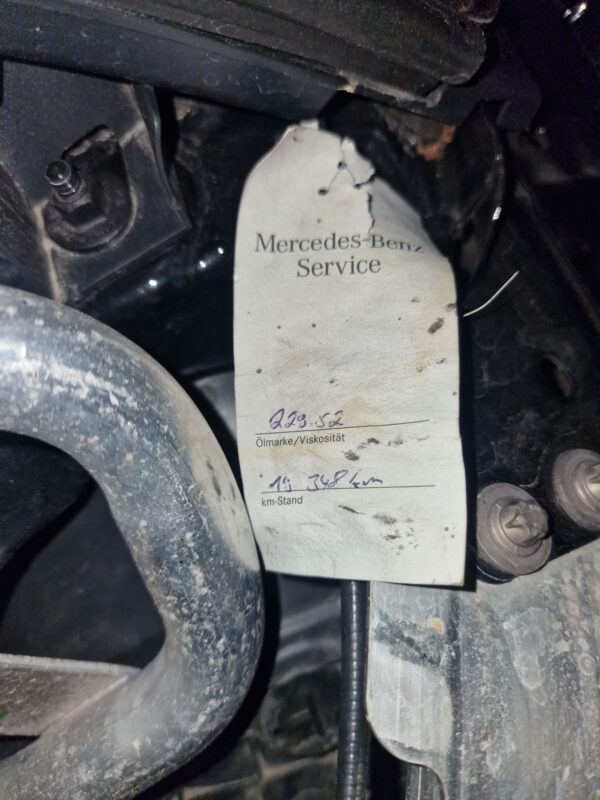 Mercedes-Benz
Service
229.52
Ölmarke/Viskosität
19 348 km
km-Stand